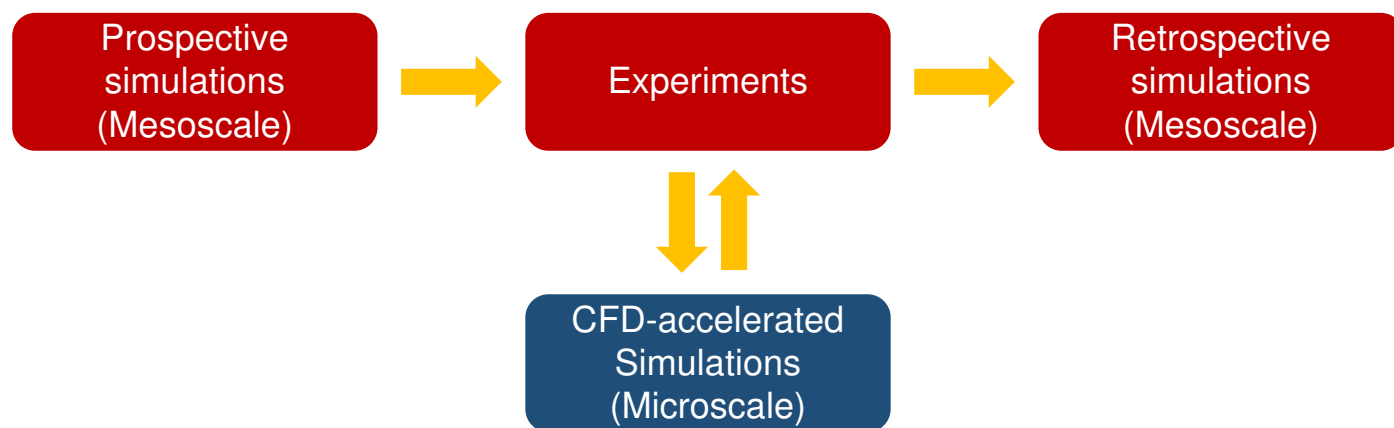 Prospective
simulations
(Mesoscale)
Experiments
Retrospective
simulations
(Mesoscale)
CFD-accelerated
Simulations
(Microscale)